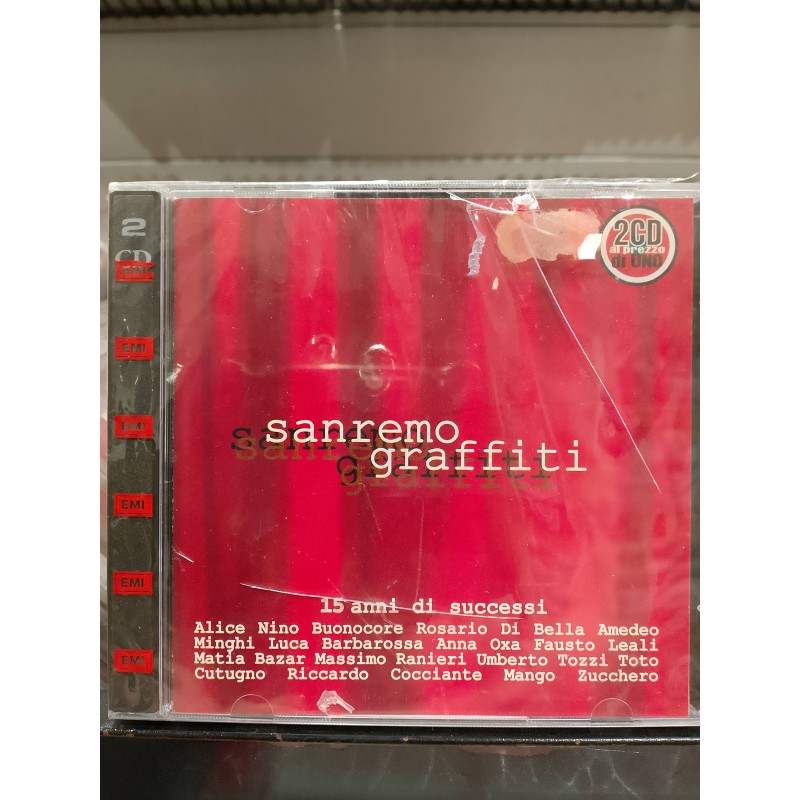 2
CD
EMI
EMI
EMI
EMI
EMI
EMI
2CD
al prezzo
di UNO
sanremo
graffiti
15 anni di successi
Alice Nino Buonocore Rosario Di Bella Amedeo
Minghi Luca Barbarossa Anna Oxa Fausto Leali
Matia Bazar Massimo Ranieri Umberto Tozzi Toto
Cutugno Riccardo Cocciante Mango Zucchero